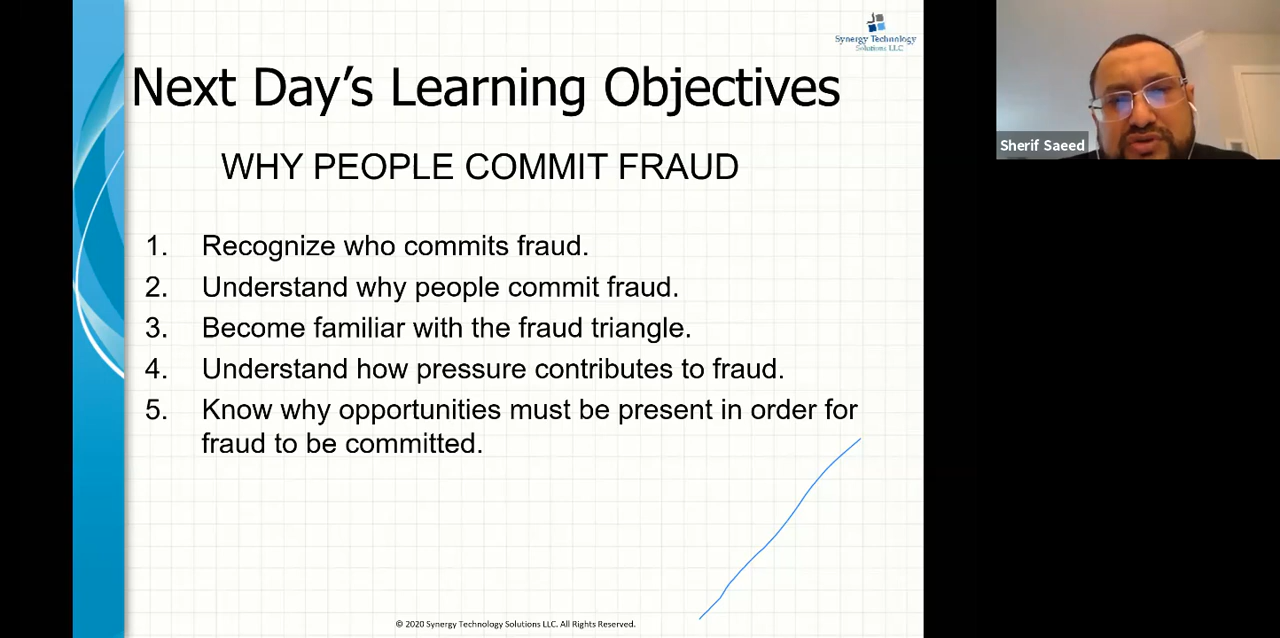 Synergy Technology
Solutions LLC
Next Day's Learning Objectives
WHY PEOPLE COMMIT FRAUD
1. Recognize who commits fraud.
2. Understand why people commit fraud.
3. Become familiar with the fraud triangle.
4. Understand how pressure contributes to fraud.
5. Know why opportunities must be present in order for
fraud to be committed.
© 2020 Synergy Technology Solutions LLC. All Rights Reserved.
Sherif Saeed